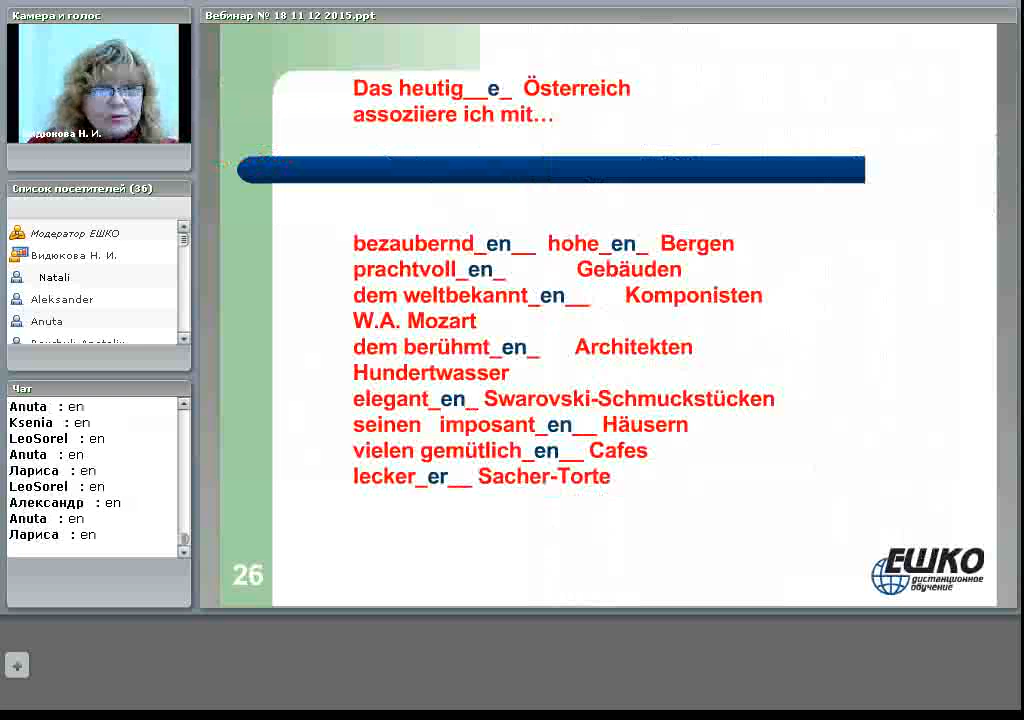 Камера и голос
Видюкова Н. И.
Список посетителей (36)
Модератор ЕШКО
Видюкова Н. И.
Natali
Aleksander
Anuta
Чат
Anuta : en
Ksenia : en
LeoSorel : en
Anuta : en
Лариса : en
LeoSorel : en
Александр : en
Anuta : en
Лариса : en
Вебинар № 18 11 12 2015.ppt
Das heutig__e_ Österreich
assoziiere ich mit…
bezaubernd_en__ hohe_en_ Bergen
prachtvoll_en_ Gebäuden
dem weltbekannt_en__ Komponisten
W.A. Mozart
dem berühmt_en_ Architekten
Hundertwasser
elegant_en_ Swarovski-Schmuckstücken
seinen imposant_en__ Häusern
vielen gemütlich_en__ Cafes
lecker_er__ Sacher-Torte
26
ЕШКО
дистанционное
обучение